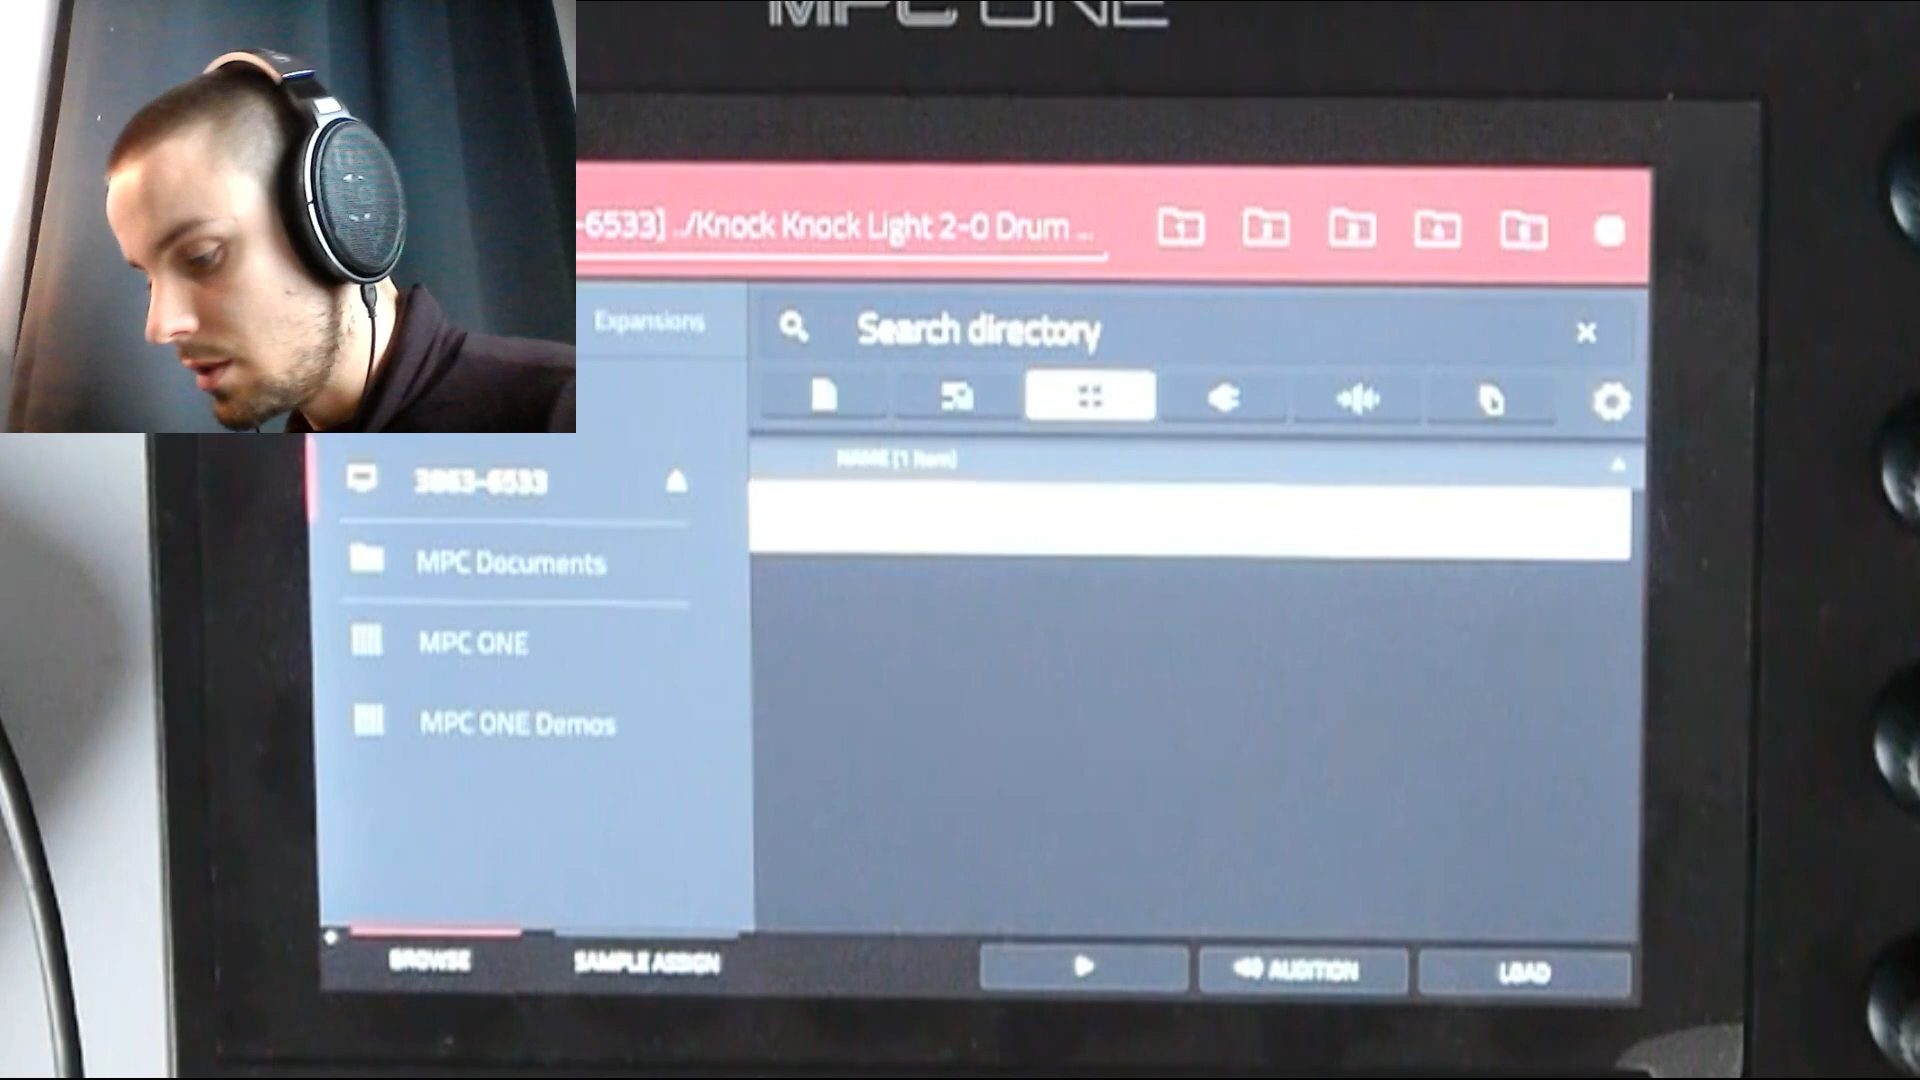 MPC ONE
-6533] ../Knock Knock Light 2-0 Drum ...
Expansions
Search directory
NAME (1 Item)
3863-6533
MPC Documents
MPC ONE
MPC ONE Demos
BROWSE
SAMPLE ASSIGN
AUDITION
LOAD